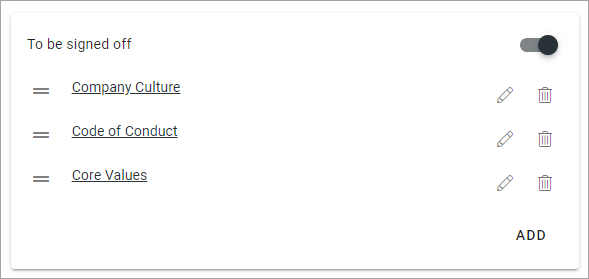 To be signed off
Company Culture
Code of Conduct
Core Values
ADD